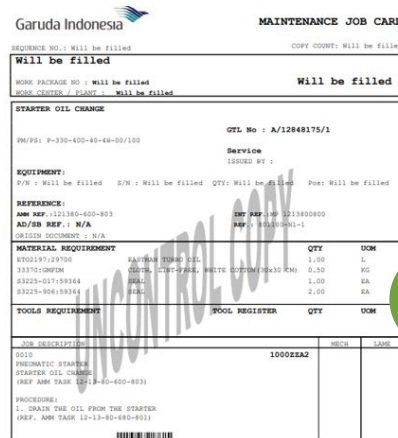 Garuda Indonesia
MAINTENANCE JOB CARD
SEQUENCE NO.: Will be filled
COPY COUNT: Will be fille
Will be filled
WORK PACKAGE NO : Will be filled
Will be filled
WORK CENTER / PLANT : Will be filled
STARTER OIL CHANGE
GTL No : A/12848175/1
PM/PS: P-330-400-40-4H-00/100
Service
ISSUED BY :
EQUIPMENT:
P/N : Will be filled S/N : Will be filled QTY: Will be filled Pos: Will be filled
REFERENCE:
AMM REF.:121380-600-803 INT REF.:MP 1213800800
AD/SB REF.: N/A REF.: 801100-N1-1
ORIGIN DOCUMENT : N/A
MATERIAL REQUIREMENT QTY UOM
ETO2197:29700 EASTMAN TURBO OIL 1.50 L
33370:GMFDM CLOTH, LINT-FREE, WHITE COTTON(30x30 CM) 0.50 KG
S3225-017:59364 SEAL 1.00 EA
S3225-906:59364 SEAL 2.00 EA
TOOLS REQUIREMENT TOOL REGISTER QTY UOM
JOB DESCRIPTION MECH LAME
0010 1000ZZA2
PNEUMATIC STARTER
STARTER OIL CHANGE
(REF AMM TASK 12-13-80-600-803)
PROCEDURE:
1. DRAIN THE OIL FROM THE STARTER
(REF. AMM TASK 12-13-80-680-801)
UNCONTROL COPY